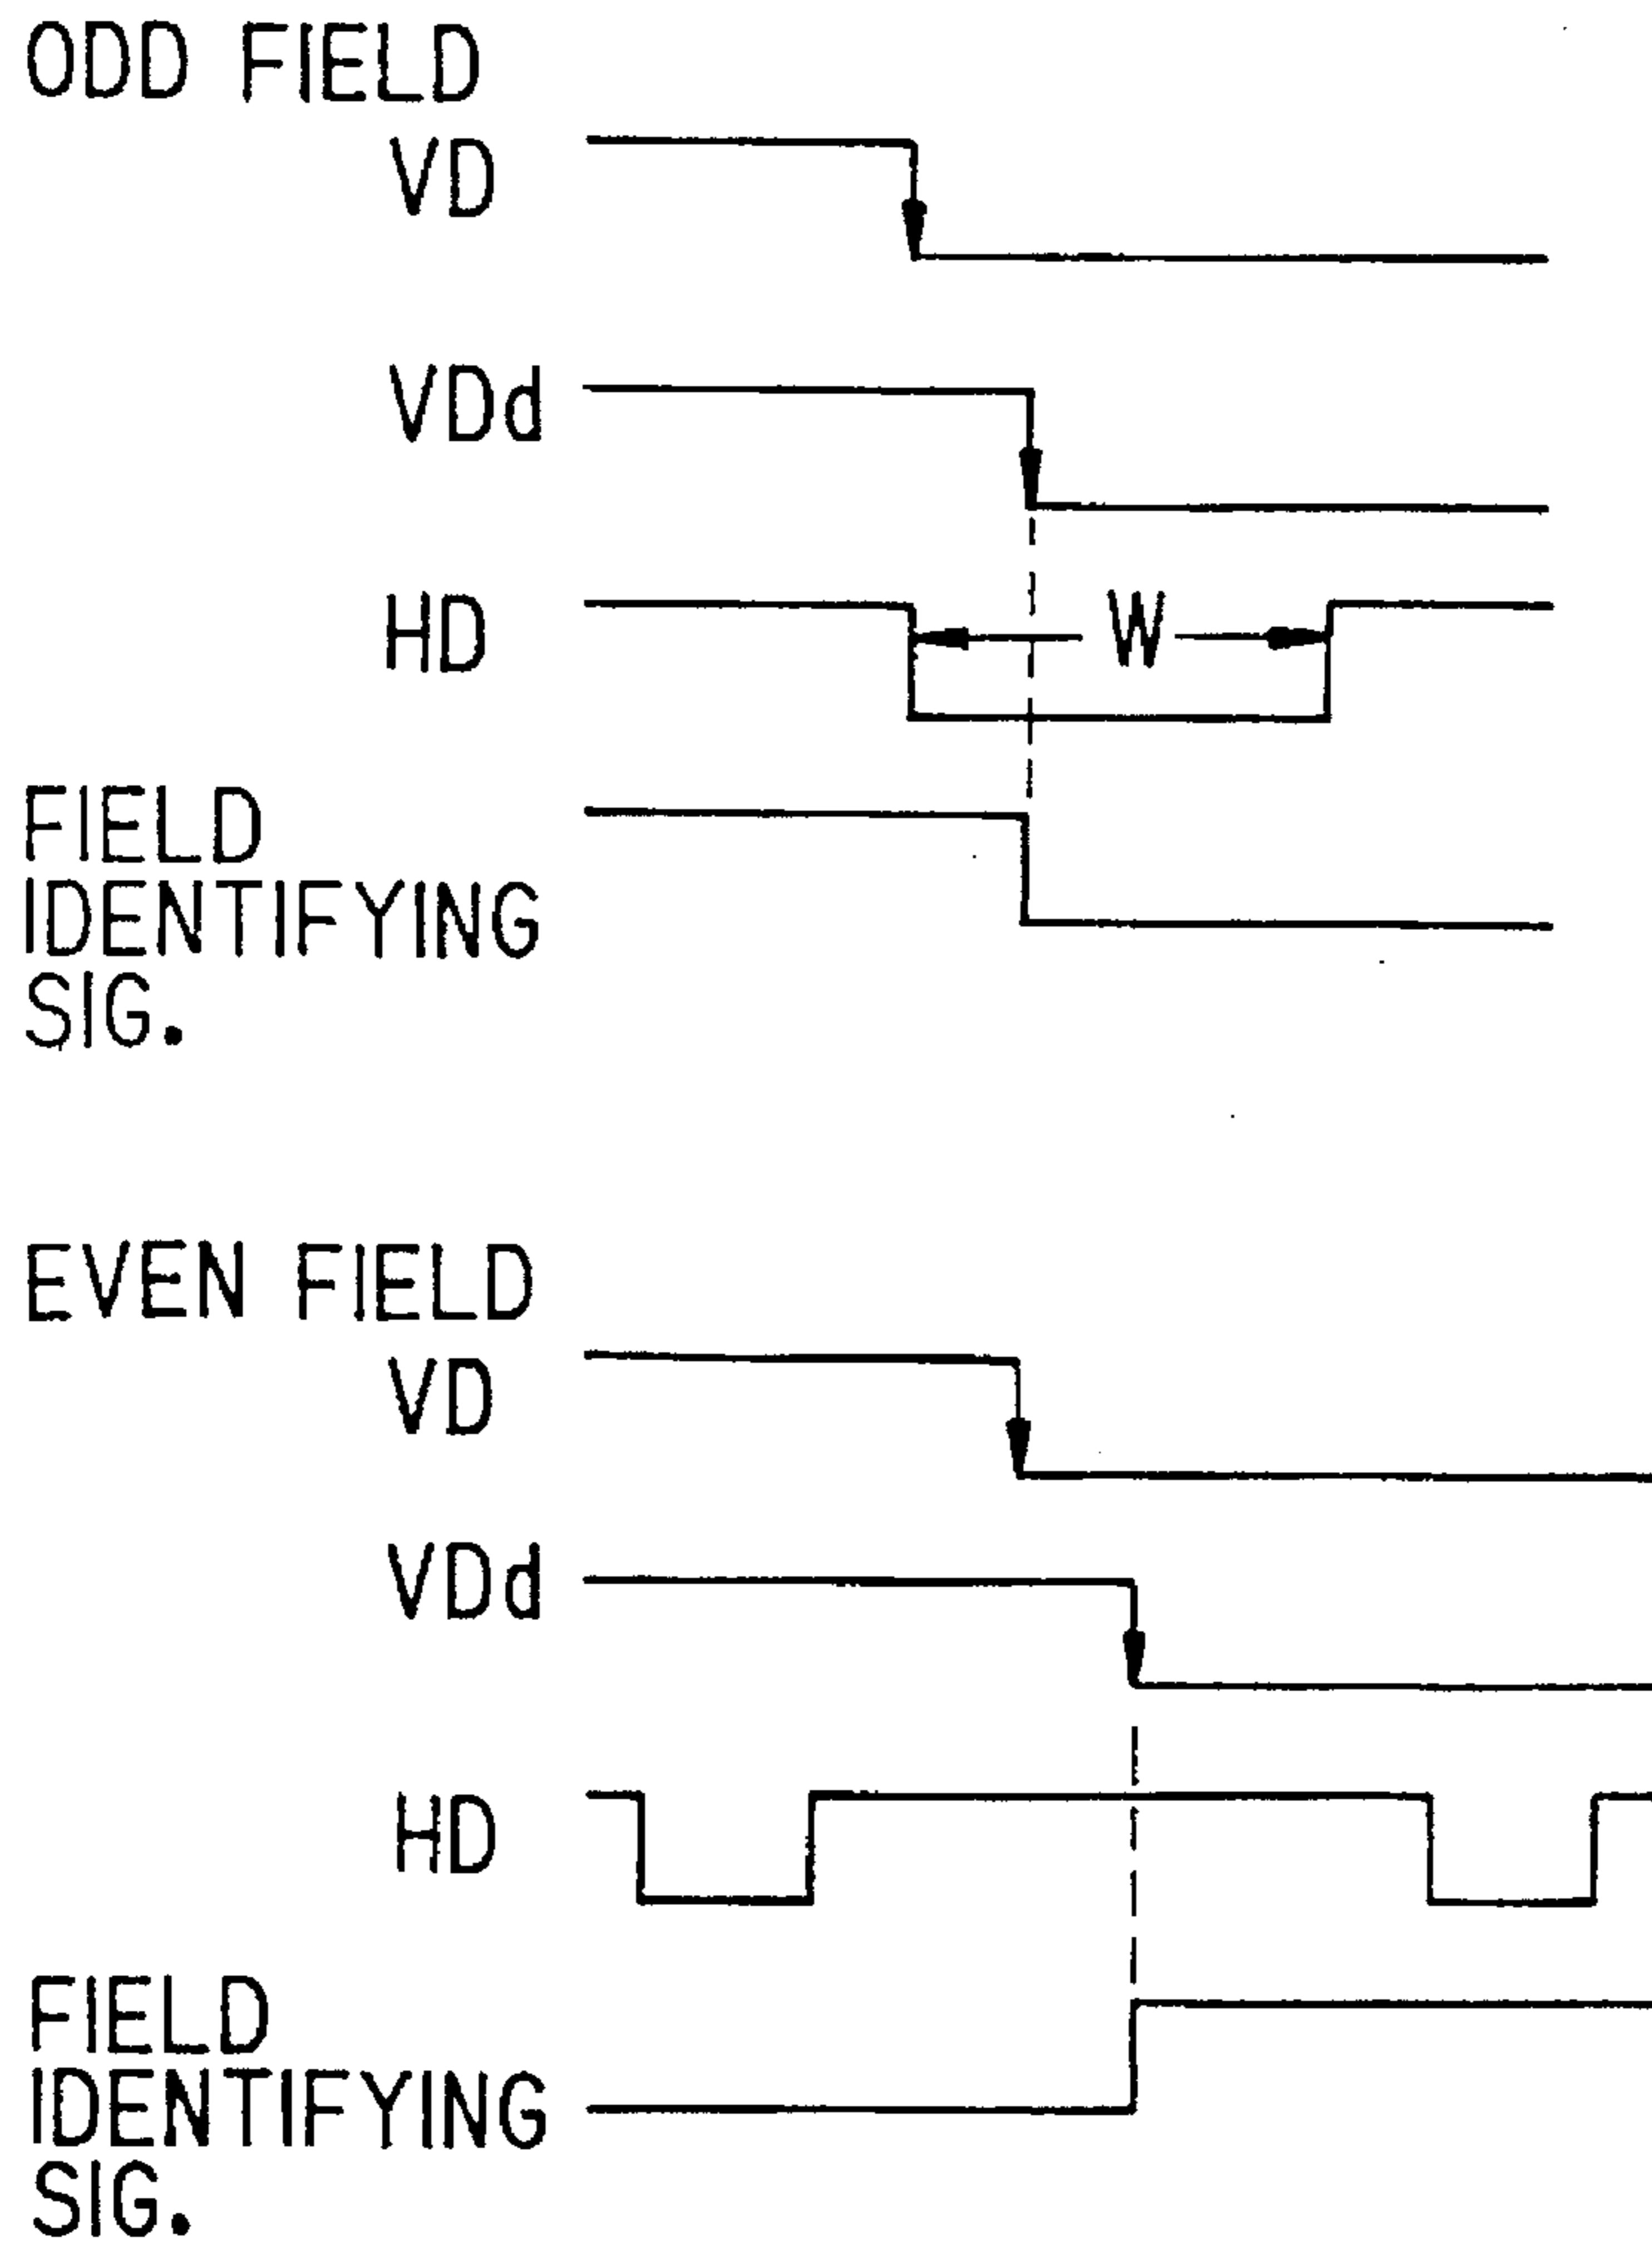 ODD FIELD
VD
VDd
HD
W
FIELD
IDENTIFYING
SIG.
EVEN FIELD
VD
VDd
HD
FIELD
IDENTIFYING
SIG.